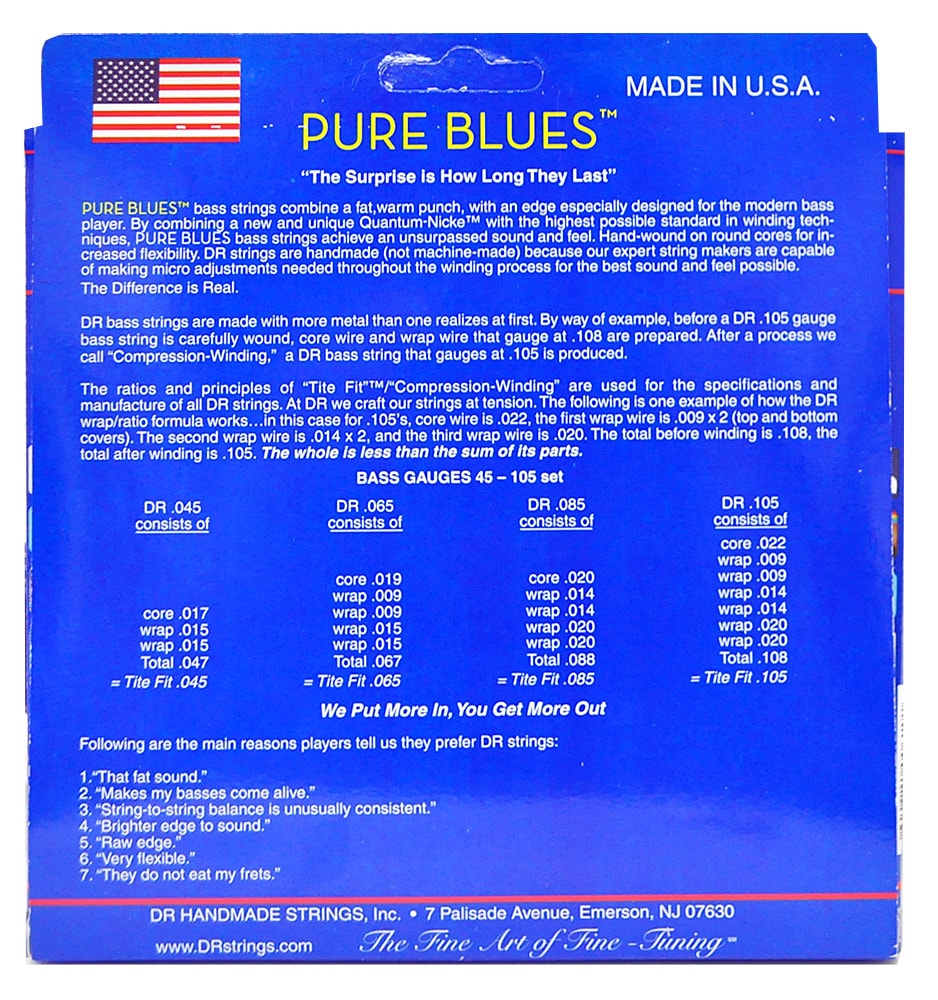 MADE IN U.S.A.
PURE BLUES™
“The Surprise is How Long They Last”
PURE BLUES™ bass strings combine a fat,warm punch, with an edge especially designed for the modern bass
player. By combining a new and unique Quantum-Nicke™ with the highest possible standard in winding tech-
niques, PURE BLUES bass strings achieve an unsurpassed sound and feel. Hand-wound on round cores for in-
creased flexibility. DR strings are handmade (not machine-made) because our expert string makers are capable
of making micro adjustments needed throughout the winding process for the best sound and feel possible.
The Difference is Real.
DR bass strings are made with more metal than one realizes at first. By way of example, before a DR .105 gauge
bass string is carefully wound, core wire and wrap wire that gauge at .108 are prepared. After a process we
call “Compression-Winding,” a DR bass string that gauges at .105 is produced.
The ratios and principles of “Tite Fit”™/“Compression-Winding” are used for the specifications and
manufacture of all DR strings. At DR we craft our strings at tension. The following is one example of how the DR
wrap/ratio formula works...in this case for .105’s, core wire is .022, the first wrap wire is .009 x 2 (top and bottom
covers). The second wrap wire is .014 x 2, and the third wrap wire is .020. The total before winding is .108, the
total after winding is .105. The whole is less than the sum of its parts.
BASS GAUGES 45 – 105 set
DR .045
consists of
core .017
wrap .015
wrap .015
Total .047
= Tite Fit .045
DR .065
consists of
core .019
wrap .009
wrap .009
wrap .015
wrap .015
Total .067
= Tite Fit .065
DR .085
consists of
core .020
wrap .014
wrap .014
wrap .020
wrap .020
Total .088
= Tite Fit .085
DR .105
consists of
core .022
wrap .009
wrap .009
wrap .014
wrap .014
wrap .020
wrap .020
Total .108
= Tite Fit .105
We Put More In, You Get More Out
Following are the main reasons players tell us they prefer DR strings:
1.“That fat sound.”
2. “Makes my basses come alive.”
3. “String-to-string balance is unusually consistent.”
4. “Brighter edge to sound.”
5. “Raw edge.”
6. “Very flexible.”
7. “They do not eat my frets.”
DR HANDMADE STRINGS, Inc. • 7 Palisade Avenue, Emerson, NJ 07630
www.DRstrings.com The Fine Art of Fine-Tuning℠